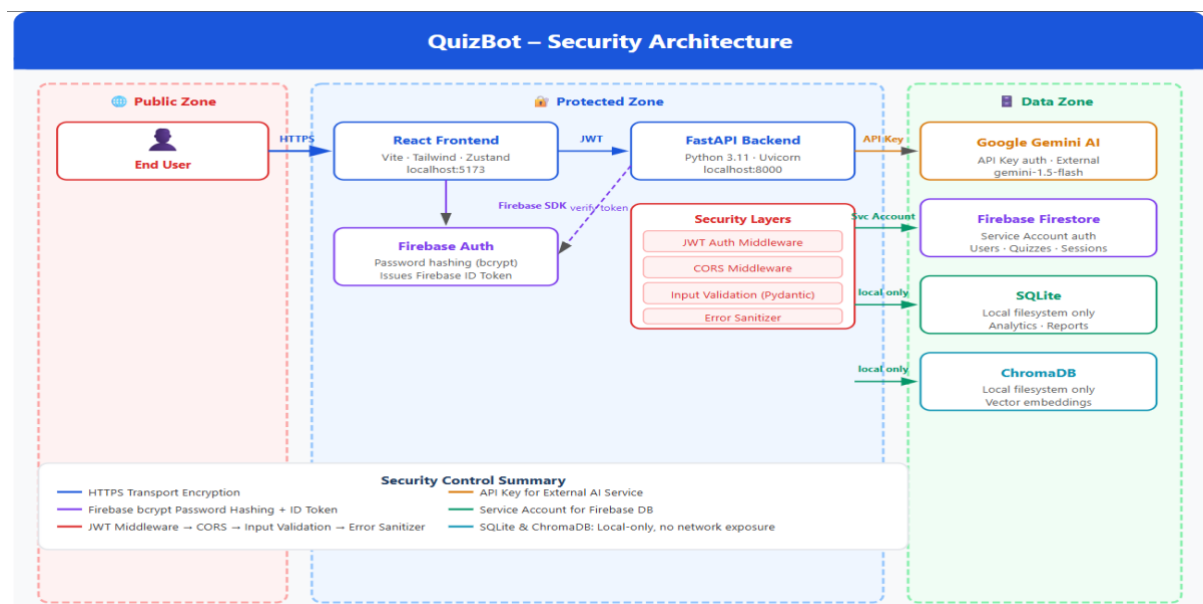 QuizBot – Security Architecture
Public Zone
Protected Zone
Data Zone
End User
HTTPS
React Frontend
Vite · Tailwind · Zustand
localhost:5173
JWT
FastAPI Backend
Python 3.11 · Uvicorn
localhost:8000
API Key
Google Gemini AI
API Key auth · External
gemini-1.5-flash
Firebase SDK
verify token
Firebase Auth
Password hashing (bcrypt)
Issues Firebase ID Token
Security Layers
JWT Auth Middleware
CORS Middleware
Input Validation (Pydantic)
Error Sanitizer
Svc Account
Firebase Firestore
Service Account auth
Users · Quizzes · Sessions
local only
SQLite
Local filesystem only
Analytics · Reports
local only
ChromaDB
Local filesystem only
Vector embeddings
Security Control Summary
HTTPS Transport Encryption
API Key for External AI Service
Firebase bcrypt Password Hashing + ID Token
Service Account for Firebase DB
JWT Middleware → CORS → Input Validation → Error Sanitizer
SQLite & ChromaDB: Local-only, no network exposure